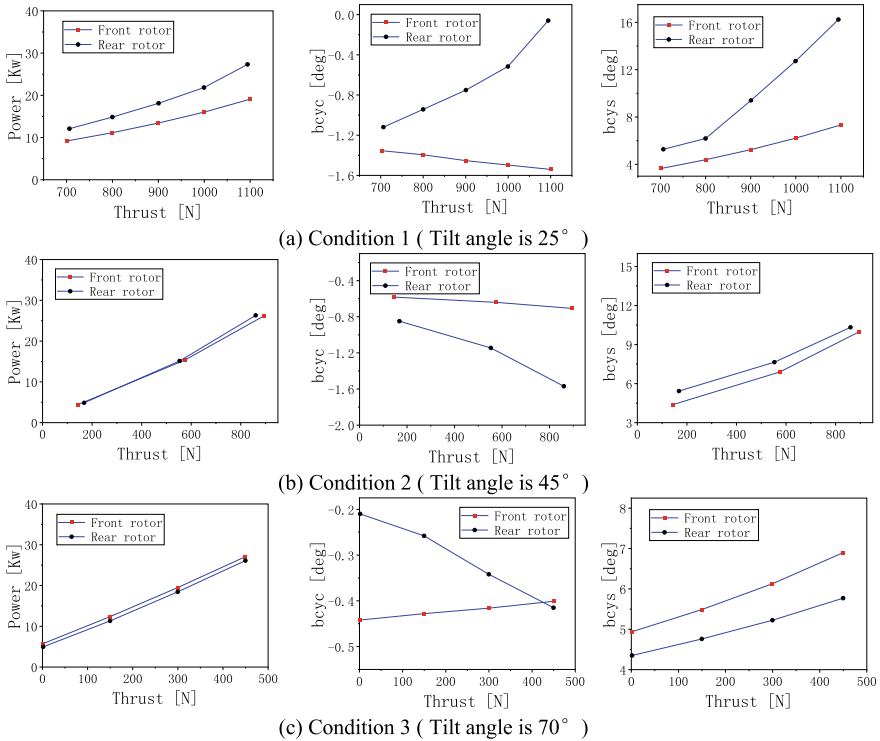 Power [Kw]
40
30
20
10
0
Front rotor
Rear rotor
700 800 900 1000 1100
Thrust [N]
bcyc [deg]
0.0
-0.4
-0.8
-1.2
-1.6
Front rotor
Rear rotor
700 800 900 1000 1100
Thrust [N]
bcys [deg]
16
12
8
4
Front rotor
Rear rotor
700 800 900 1000 1100
Thrust [N]
(a) Condition 1 ( Tilt angle is 25° )
Power [Kw]
40
30
20
10
0
Front rotor
Rear rotor
0 200 400 600 800
Thrust [N]
bcyc [deg]
-0.4
-0.8
-1.2
-1.6
-2.0
Front rotor
Rear rotor
0 200 400 600 800
Thrust [N]
bcys [deg]
15
12
9
6
3
Front rotor
Rear rotor
0 200 400 600 800
Thrust [N]
(b) Condition 2 ( Tilt angle is 45° )
Power [Kw]
40
30
20
10
0
Front rotor
Rear rotor
0 100 200 300 400 500
Thrust [N]
bcyc [deg]
-0.2
-0.3
-0.4
-0.5
Front rotor
Rear rotor
0 100 200 300 400 500
Thrust [N]
bcys [deg]
8
7
6
5
4
Front rotor
Rear rotor
0 100 200 300 400 500
Thrust [N]
(c) Condition 3 ( Tilt angle is 70° )